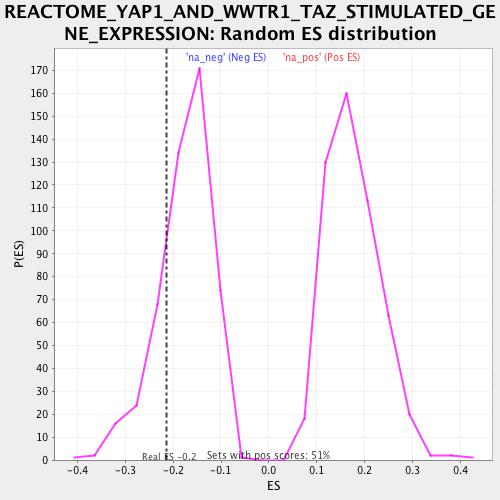 REACTOME_YAP1_AND_WWTR1_TAZ_STIMULATED_GE
NE_EXPRESSION: Random ES distribution
'na_neg' (Neg ES) 'na_pos' (Pos ES)
170
160
150
140
130
120
110
100
90
80
70
60
50
40
30
20
10
0
P(ES)
Real ES -0.2 Sets with pos scores: 51%
-0.4 -0.3 -0.2 -0.1 0.0 0.1 0.2 0.3 0.4
ES